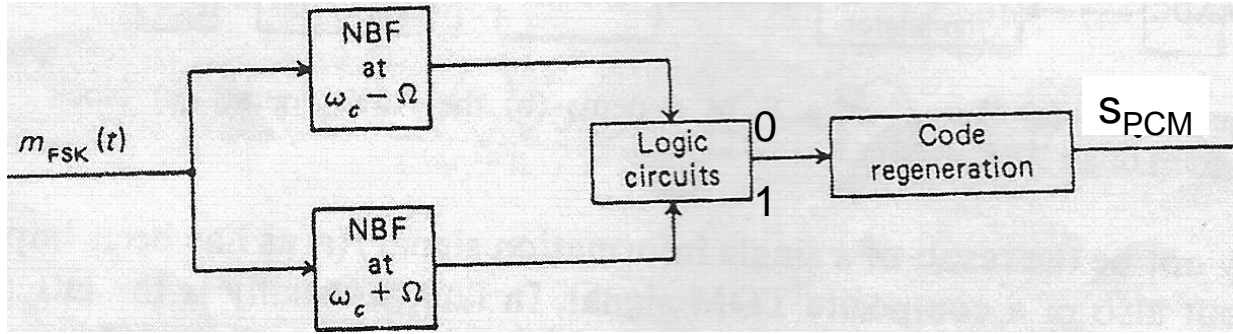 NBF
at
ω_c − Ω
m_FSK (t)
Logic
circuits
0
1
Code
regeneration
S_PCM
NBF
at
ω_c + Ω